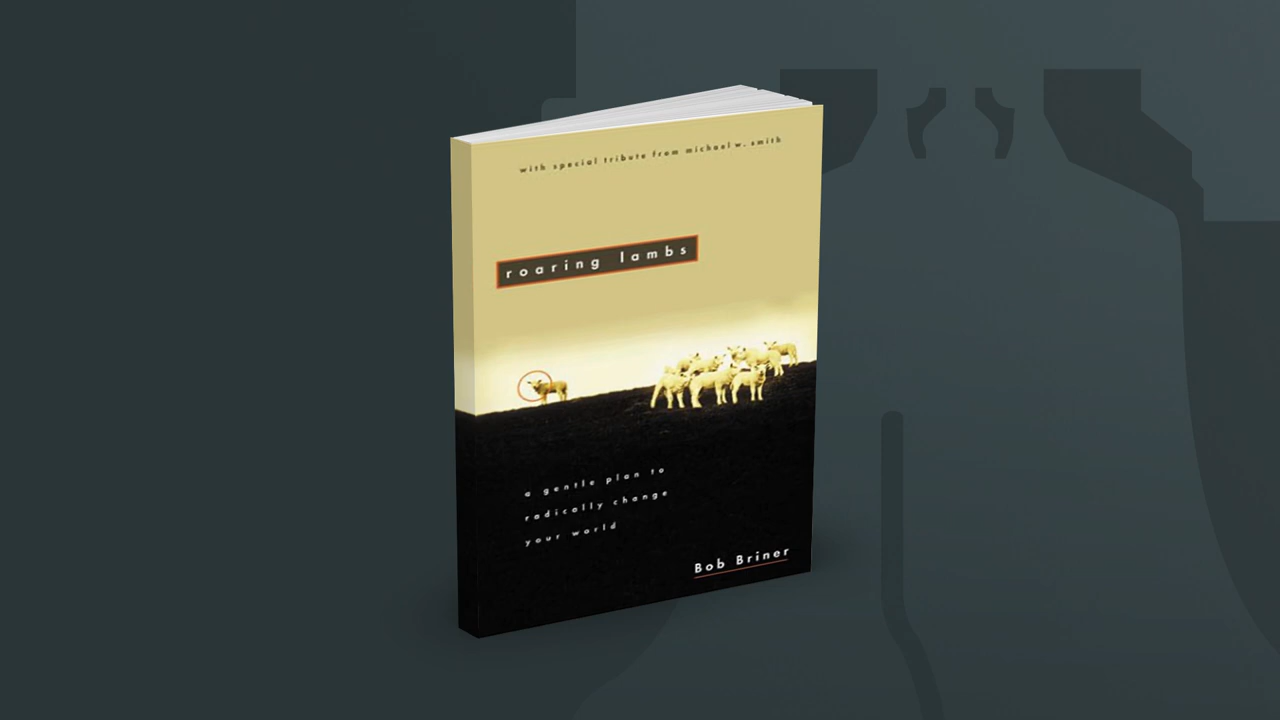 with special tribute from michael w. smith
roaring lambs
a gentle plan to
radically change
your world
Bob Briner